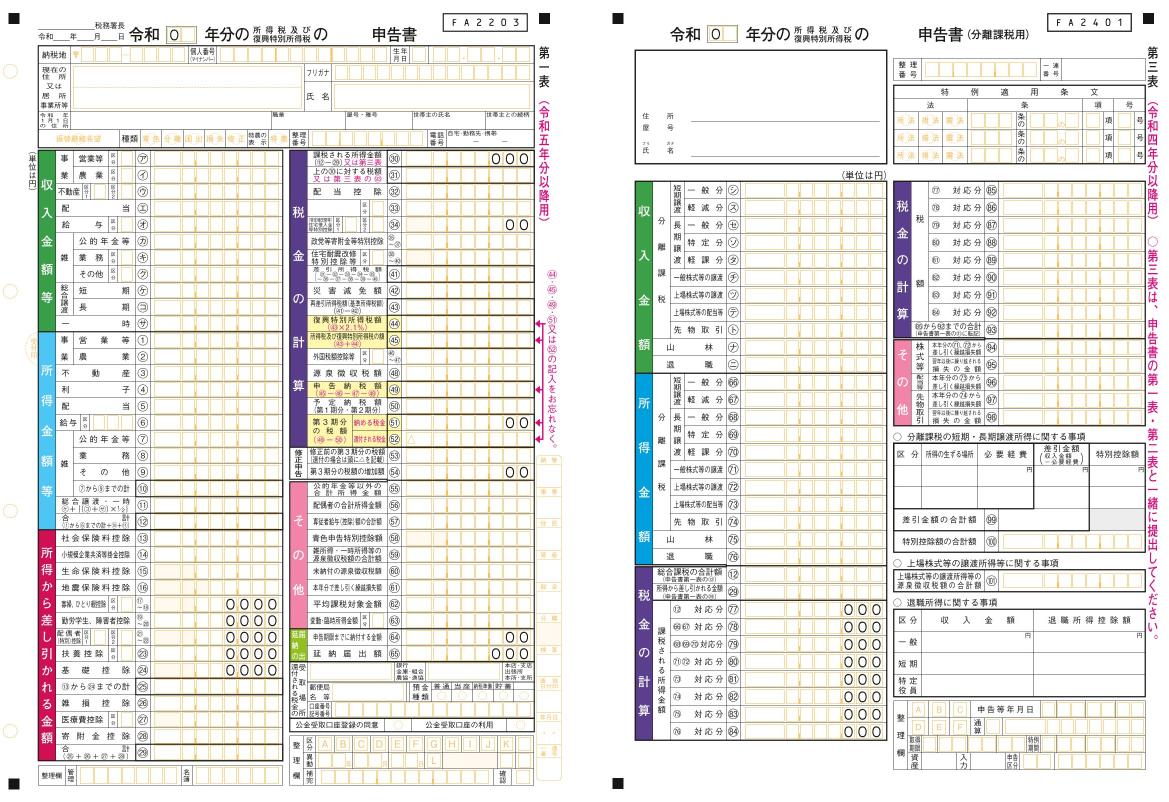 FA2203
税務署長
令和__年__月__日
令和 0 年分の 所得税及び 復興特別所得税 の 申告書
第一表（令和五年分以降用）
納税地 〒 個人番号 (マイナンバー) 生年月日
現在の住所又は居所事業所等
フリガナ
氏名
令和 年1月1日の住所
職業 屋号・雅号 世帯主の氏名 世帯主との続柄
振替継続希望 種類 青色 分離 国出 損失 修正 特農の表示 特農 整理番号 電話番号 自宅・勤務先・携帯
(単位は円)
収入金額等
事業 営業等 区分 ㋐
農業 区分 ㋑
不動産 区分1 区分2 ㋒
配当 ㋓
給与 区分 ㋔
雑 公的年金等 ㋕
業務 区分 ㋖
その他 区分 ㋗
総合譲渡 短期 ㋘
長期 ㋙
一時 ㋚
所得金額等
事業 営業等 ①
農業 ②
不動産 ③
利子 ④
配当 ⑤
給与 区分 ⑥
雑 公的年金等 ⑦
業務 ⑧
その他 ⑨
⑦から⑨までの計 ⑩
総合譲渡・一時 ㋘+{(㋙+㋚)×½} ⑪
合計 (①から⑥までの計+⑩+⑪) ⑫
所得から差し引かれる金額
社会保険料控除 ⑬
小規模企業共済等掛金控除 ⑭
生命保険料控除 ⑮
地震保険料控除 ⑯
寡婦、ひとり親控除 区分 ⑰～⑱ 0000
勤労学生、障害者控除 ⑲～⑳ 0000
配偶者(特別)控除 区分1 区分2 ㉑～㉒ 0000
扶養控除 区分 ㉓ 0000
基礎控除 ㉔ 0000
⑬から㉔までの計 ㉕
雑損控除 ㉖
医療費控除 区分 ㉗
寄附金控除 ㉘
合計 (㉕+㉖+㉗+㉘) ㉙
整理欄 管理 名簿
税金の計算
課税される所得金額 (⑫-㉙)又は第三表 ㉚ 000
上の㉚に対する税額 又は第三表の�93 ㉛
配当控除 ㉜
区分 ㉝
区分1 区分2 ㉞ 00
政党等寄附金等特別控除 ㉟～㊲
住宅耐震改修特別控除等 区分 ㊳～㊵
差引所得税額 ㊶
災害減免額 ㊷
再差引所得税額(基準所得税額) (㊶-㊷) ㊸
復興特別所得税額 (㊸×2.1%) ㊹
所得税及び復興特別所得税の額 (㊸+㊹) ㊺
外国税額控除等 区分 ㊻～㊼
源泉徴収税額 ㊽
申告納税額 (㊺-㊻-㊼-㊽) ㊾
予定納税額 (第1期分・第2期分) ㊿
第3期分の税額 (㊾-㊿) 納める税金 51 00
還付される税金 52 △
修正申告
修正前の第3期分の税額 (還付の場合は頭に△を記載) 53
第3期分の税額の増加額 54 00
㊹・㊺・㊾・51又は52の記入をお忘れなく。
その他
公的年金等以外の合計所得金額 55
配偶者の合計所得金額 56
専従者給与(控除)額の合計額 57
青色申告特別控除額 58
雑所得・一時所得等の源泉徴収税額の合計額 59
未納付の源泉徴収税額 60
本年分で差し引く繰越損失額 61
平均課税対象金額 62
変動・臨時所得金額 区分 63
延納の届出
申告期限までに納付する金額 64 00
延納届出額 65 000
還付される税金の受取場所
銀行 金庫・組合 農協・漁協 本店・支店 出張所 本所・支所
郵便局名等 預金種類 普通 当座 納税準備 貯蓄
口座番号記号番号
公金受取口座登録の同意 公金受取口座の利用
整理欄 区分 A B C D E F G H I J K
異動 年 月 日 L
補完 確認
FA2401
令和 0 年分の 所得税及び 復興特別所得税 の 申告書(分離課税用)
第三表（令和四年分以降用） ○第三表は、申告書の第一表・第二表と一緒に提出してください。
住所
屋号
フリガナ
氏名
整理番号 一連番号
特例適用条文
法 条 項 号
所法 措法 震法 条の の 項 号
所法 措法 震法 条の の 項 号
所法 措法 震法 条の の 項 号
(単位は円)
収入金額
分離課税
短期譲渡 一般分 ㋛
軽減分 ㋜
長期譲渡 一般分 ㋝
特定分 ㋞
軽課分 ㋟
一般株式等の譲渡 ㋠
上場株式等の譲渡 ㋡
上場株式等の配当等 ㋢
先物取引 ㋣
山林 ㋤
退職 ㋥
所得金額
分離課税
短期譲渡 一般分 66
軽減分 67
長期譲渡 一般分 68
特定分 69
軽課分 70
一般株式等の譲渡 71
上場株式等の譲渡 72
上場株式等の配当等 73
先物取引 74
山林 75
退職 76
税金の計算
総合課税の合計額 (申告書第一表の⑫) ⑫
所得から差し引かれる金額 (申告書第一表の㉙) ㉙
課税される所得金額
⑫ 対応分 77 000
66 67 対応分 78 000
68 69 70 対応分 79 000
71 72 対応分 80 000
73 対応分 81 000
74 対応分 82 000
75 対応分 83 000
76 対応分 84 000
税金の計算
税額
77 対応分 85
78 対応分 86
79 対応分 87
80 対応分 88
81 対応分 89
82 対応分 90
83 対応分 91
84 対応分 92
85から92までの合計 (申告書第一表の㉛に転記) 93
その他
株式等 本年分の71、72から差し引く繰越損失額 94
翌年以後に繰り越される損失の金額 95
配当等 本年分の73から差し引く繰越損失額 96
先物取引 本年分の74から差し引く繰越損失額 97
翌年以後に繰り越される損失の金額 98
○ 分離課税の短期・長期譲渡所得に関する事項
区分 所得の生ずる場所 必要経費 差引金額 (収入金額－必要経費) 特別控除額
円 円 円
差引金額の合計額 99
特別控除額の合計額 100
○ 上場株式等の譲渡所得等に関する事項
上場株式等の譲渡所得等の源泉徴収税額の合計額 101
○ 退職所得に関する事項
区分 収入金額 退職所得控除額
一般 円 円
短期
特定役員
整理欄 A B C 申告等年月日
D E F 通算
取得期限 特例期間
資産 入力 申告区分